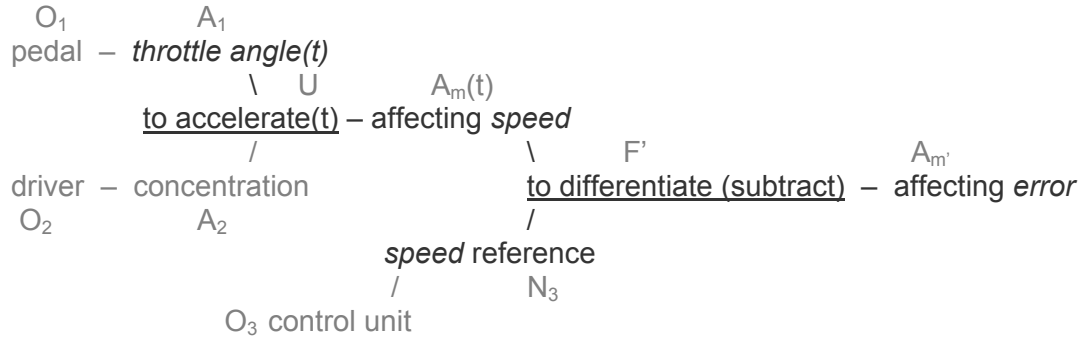 O₁ A₁
pedal – throttle angle(t)
\ U Aₘ(t)
to accelerate(t) – affecting speed
/ \ F' Aₘ'
driver – concentration to differentiate (subtract) – affecting error
O₂ A₂ /
speed reference
/ N₃
O₃ control unit